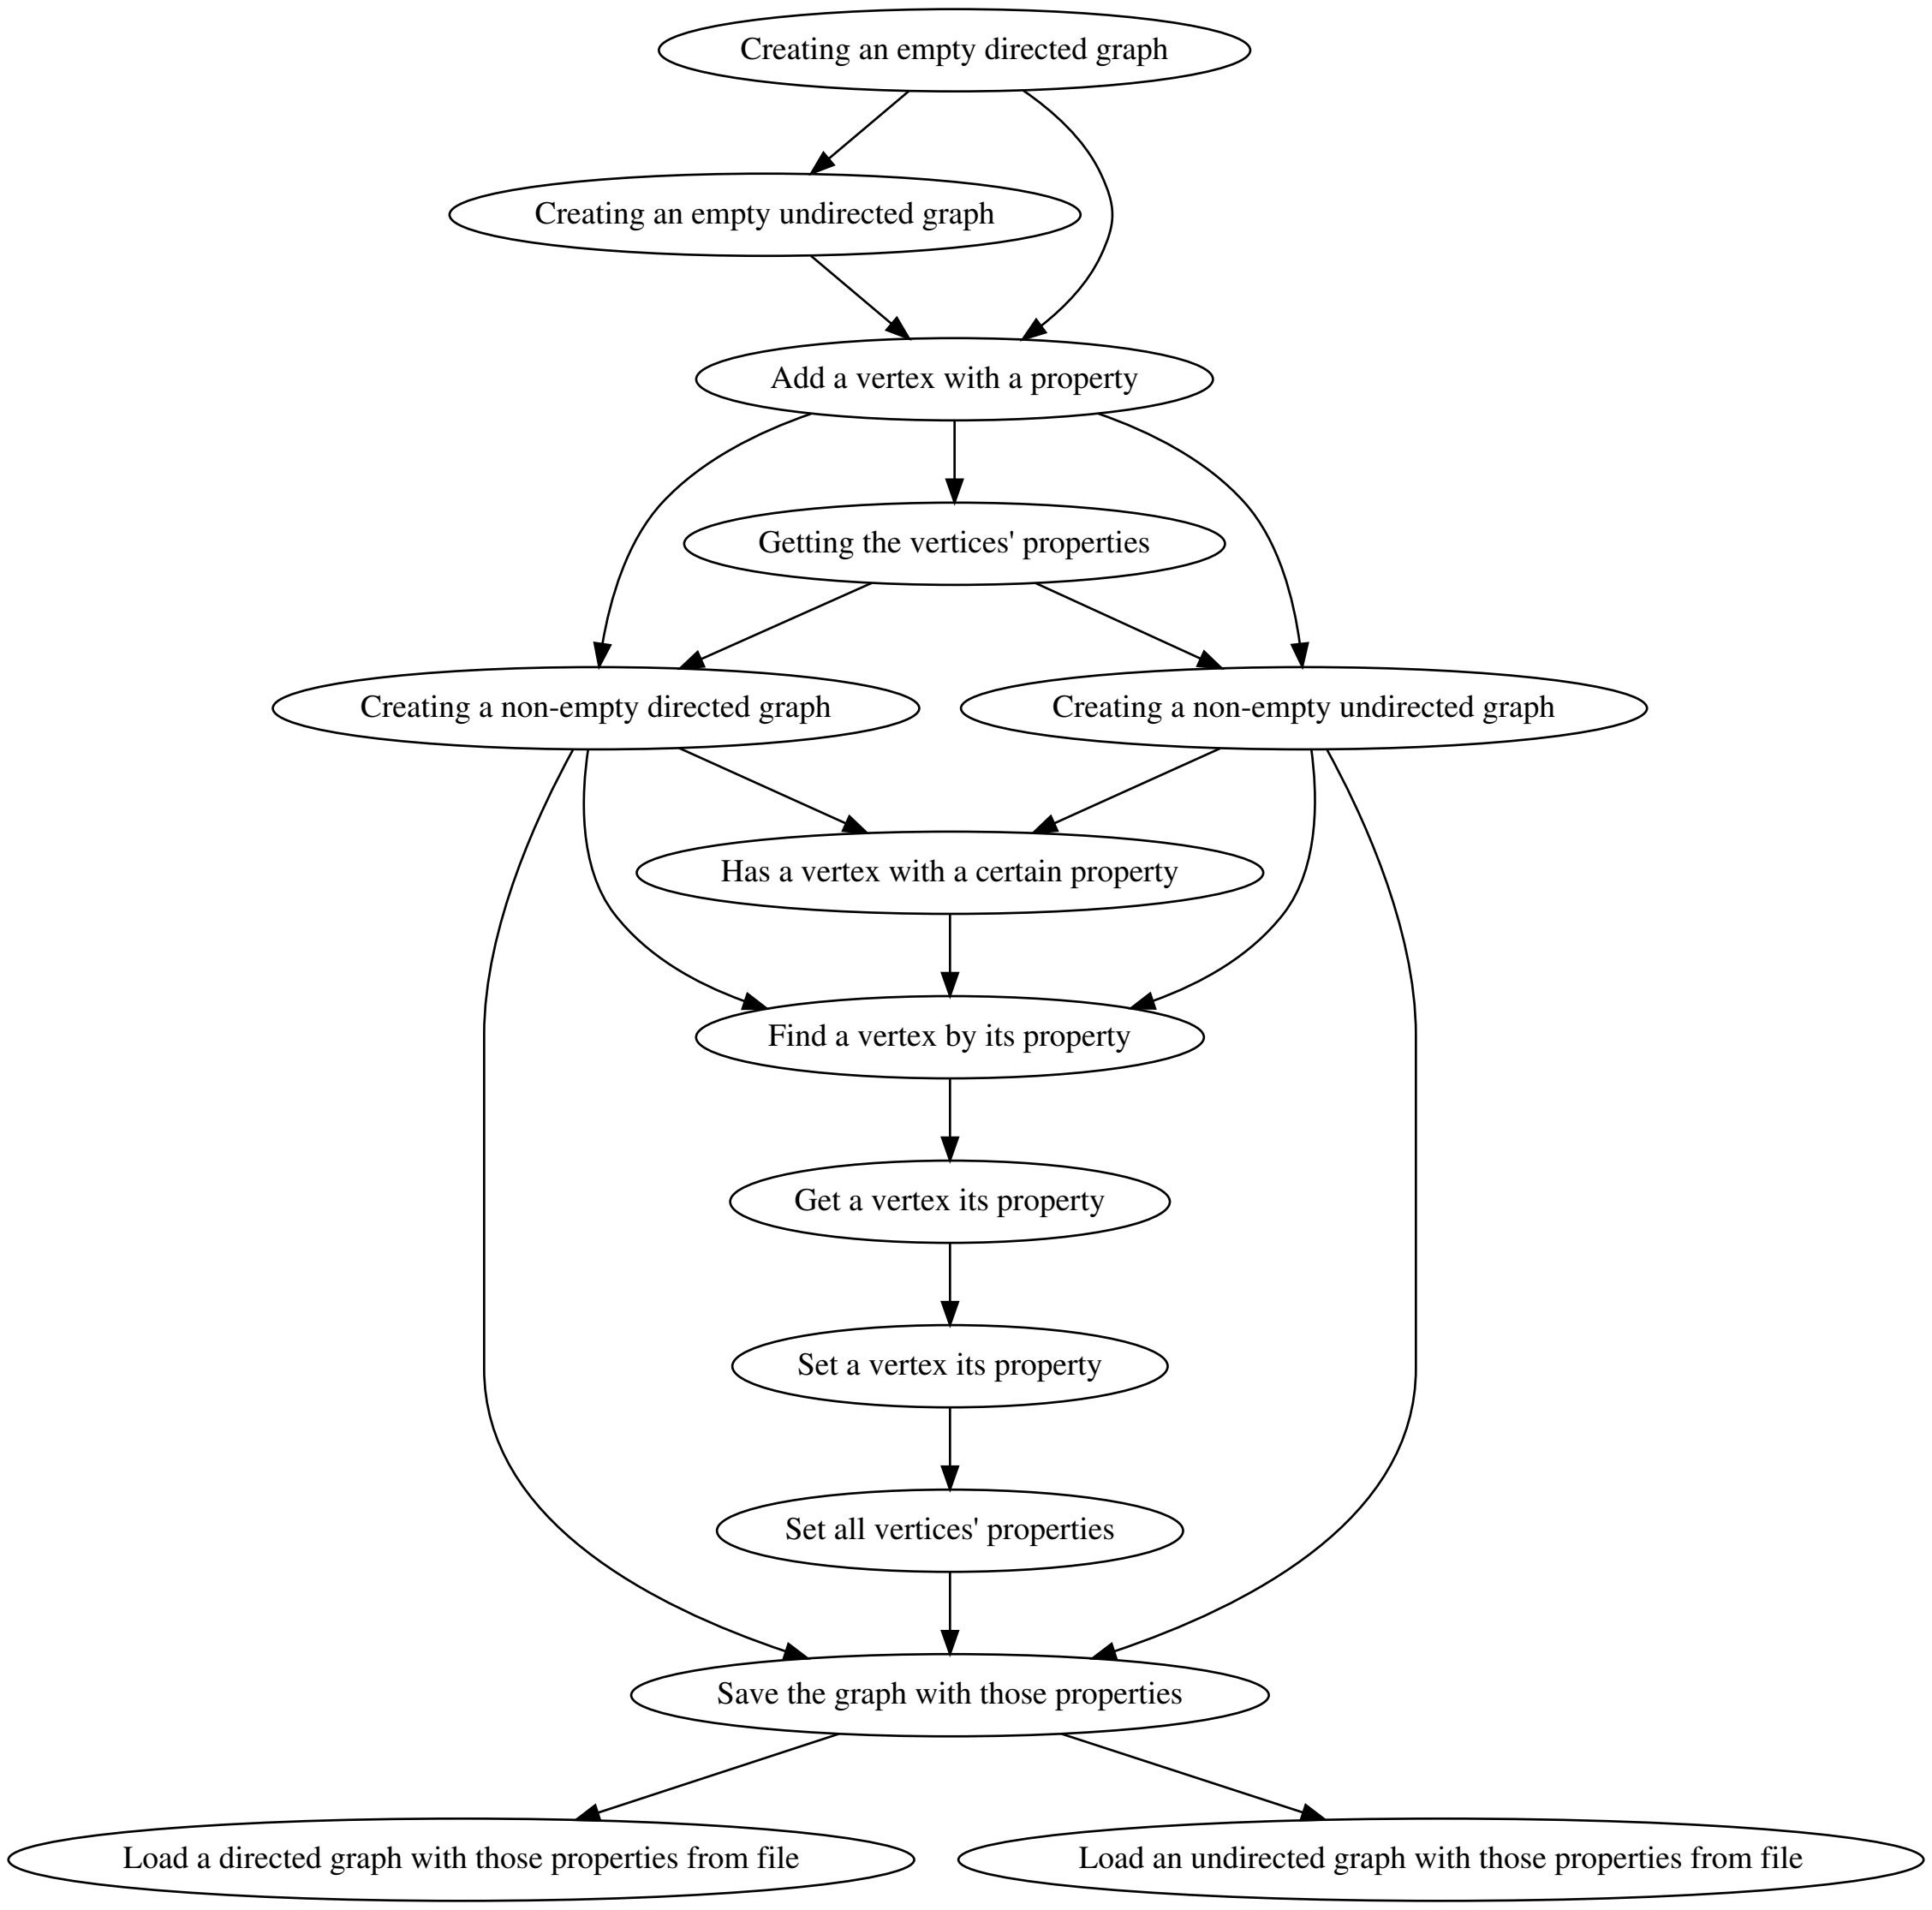 Creating an empty directed graph
Creating an empty undirected graph
Add a vertex with a property
Getting the vertices' properties
Creating a non-empty directed graph
Creating a non-empty undirected graph
Has a vertex with a certain property
Find a vertex by its property
Get a vertex its property
Set a vertex its property
Set all vertices' properties
Save the graph with those properties
Load a directed graph with those properties from file
Load an undirected graph with those properties from file